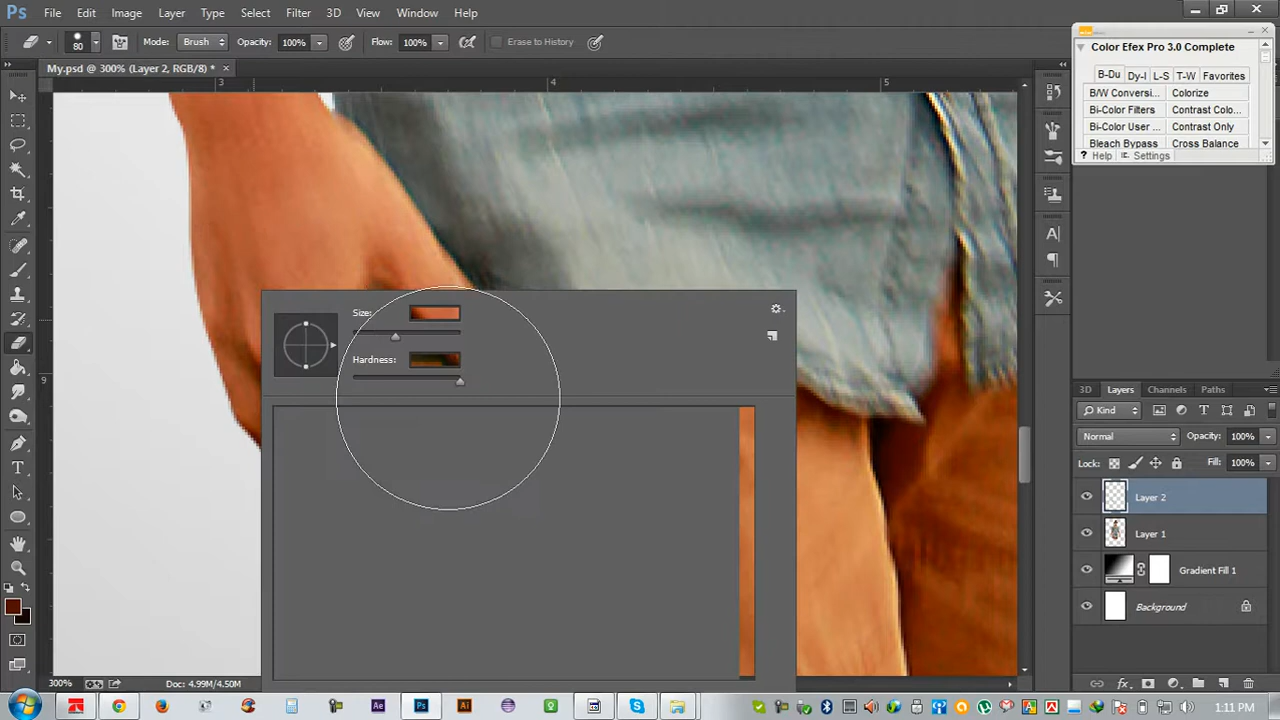 Ps File Edit Image Layer Type Select Filter 3D View Window Help
80 Mode: Brush Opacity: 100% Flow: 100% Erase to History
My.psd @ 300% (Layer 2, RGB/8) * ×
3 4 5
9
Size:
Hardness:
Color Efex Pro 3.0 Complete
B-Du Dy-I L-S T-W Favorites
B/W Conversi... Colorize
Bi-Color Filters Contrast Colo...
Bi-Color User ... Contrast Only
Bleach Bypass Cross Balance
? Help Settings
3D Layers Channels Paths
Kind
Normal Opacity: 100%
Lock: Fill: 100%
Layer 2
Layer 1
Gradient Fill 1
Background
300% Doc: 4.99M/4.50M
Ae Ps Ai
1:11 PM